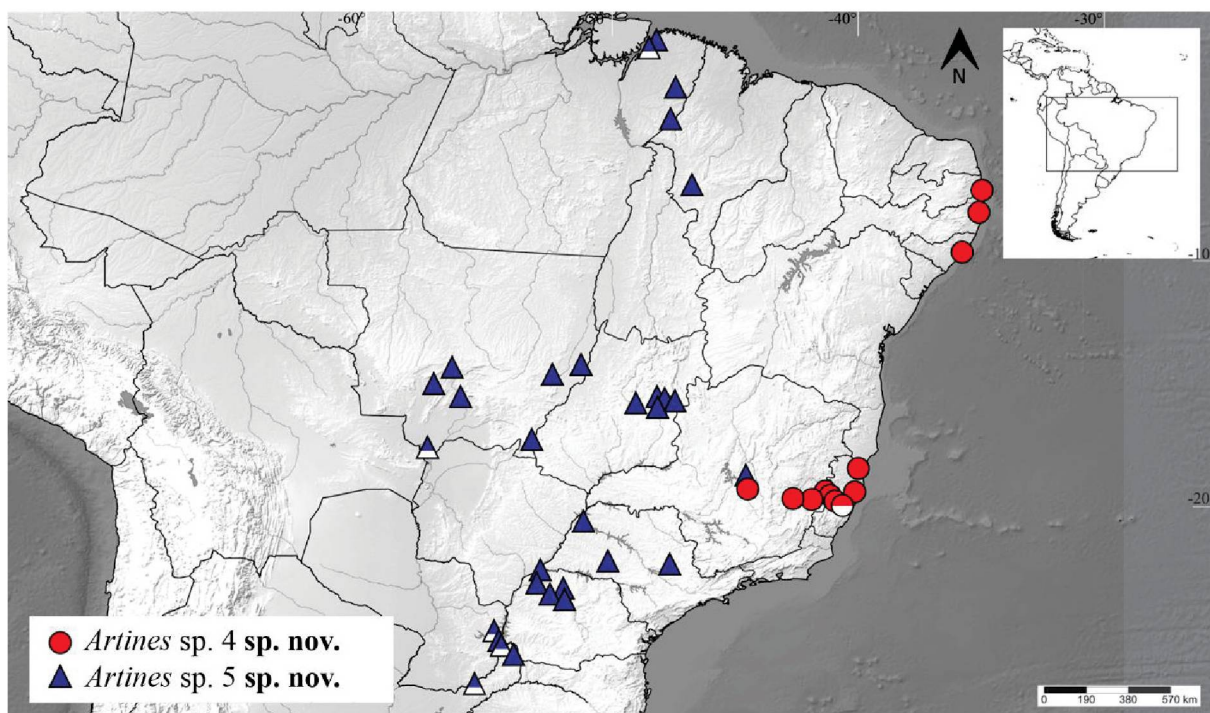 -60° -40° -30°
N
-10°
-20°
Artines sp. 4 sp. nov.
Artines sp. 5 sp. nov.
0 190 380 570 km